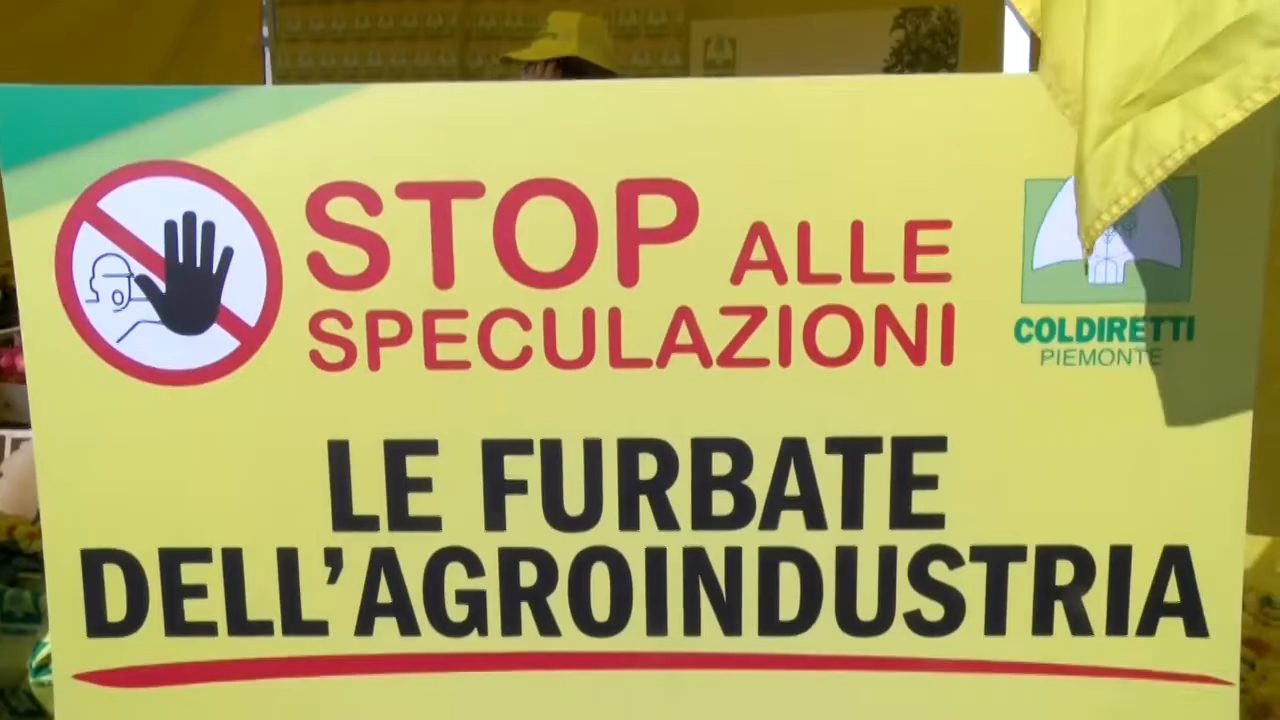 STOP ALLE
SPECULAZIONI
COLDIRETTI
PIEMONTE
LE FURBATE
DELL'AGROINDUSTRIA